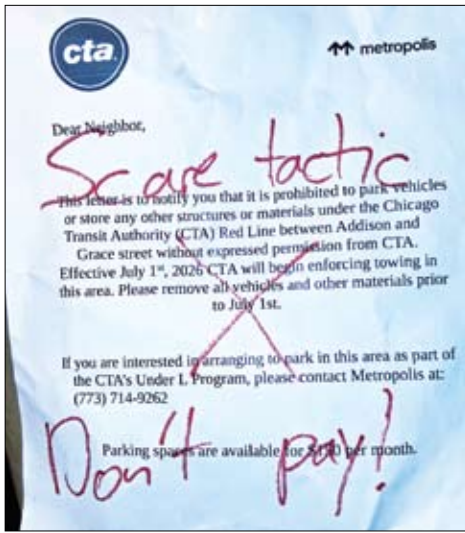 cta
metropolis
Dear Neighbor,
Scare tactic
This letter is to notify you that it is prohibited to park vehicles
or store any other structures or materials under the Chicago
Transit Authority (CTA) Red Line between Addison and
Grace street without expressed permission from CTA.
Effective July 1st, 2026 CTA will begin enforcing towing in
this area. Please remove all vehicles and other materials prior
to July 1st.
If you are interested in arranging to park in this area as part of
the CTA's Under L Program, please contact Metropolis at:
(773) 714-9262
Parking spaces are available for per month.
Don't pay!